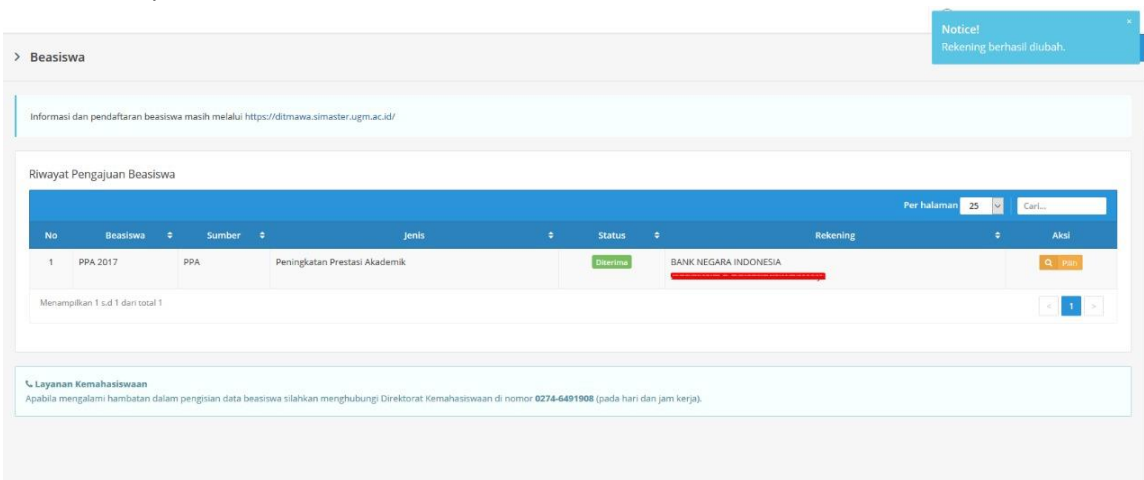 Notice!
×
Rekening berhasil diubah.
> Beasiswa
Informasi dan pendaftaran beasiswa masih melalui https://ditmawa.simaster.ugm.ac.id/
Riwayat Pengajuan Beasiswa
Per halaman 25 Cari...
No Beasiswa Sumber Jenis Status Rekening Aksi
1 PPA 2017 PPA Peningkatan Prestasi Akademik Diterima BANK NEGARA INDONESIA Pilih
Menampilkan 1 s.d 1 dari total 1
< 1 >
Layanan Kemahasiswaan
Apabila mengalami hambatan dalam pengisian data beasiswa silahkan menghubungi Direktorat Kemahasiswaan di nomor 0274-6491908 (pada hari dan jam kerja).